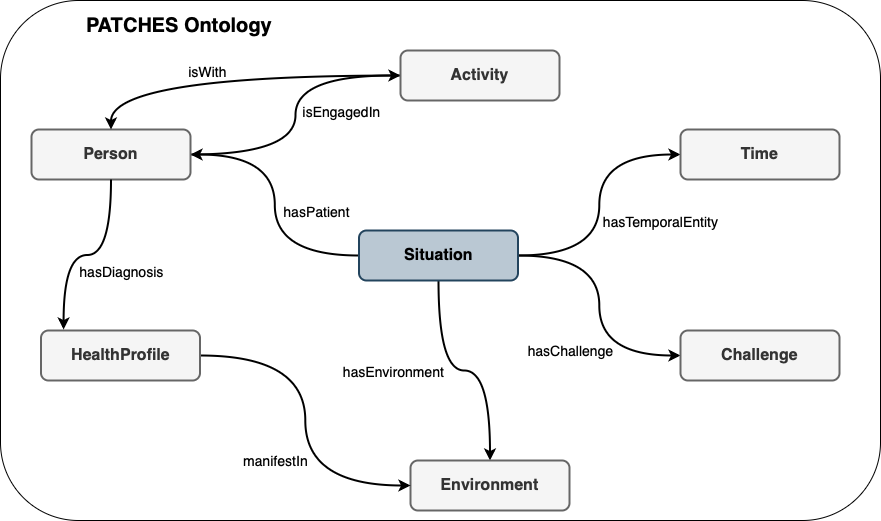 PATCHES Ontology
isWith
Activity
isEngagedIn
Person
Time
hasPatient
hasTemporalEntity
Situation
hasDiagnosis
HealthProfile
hasChallenge
Challenge
hasEnvironment
manifestIn
Environment